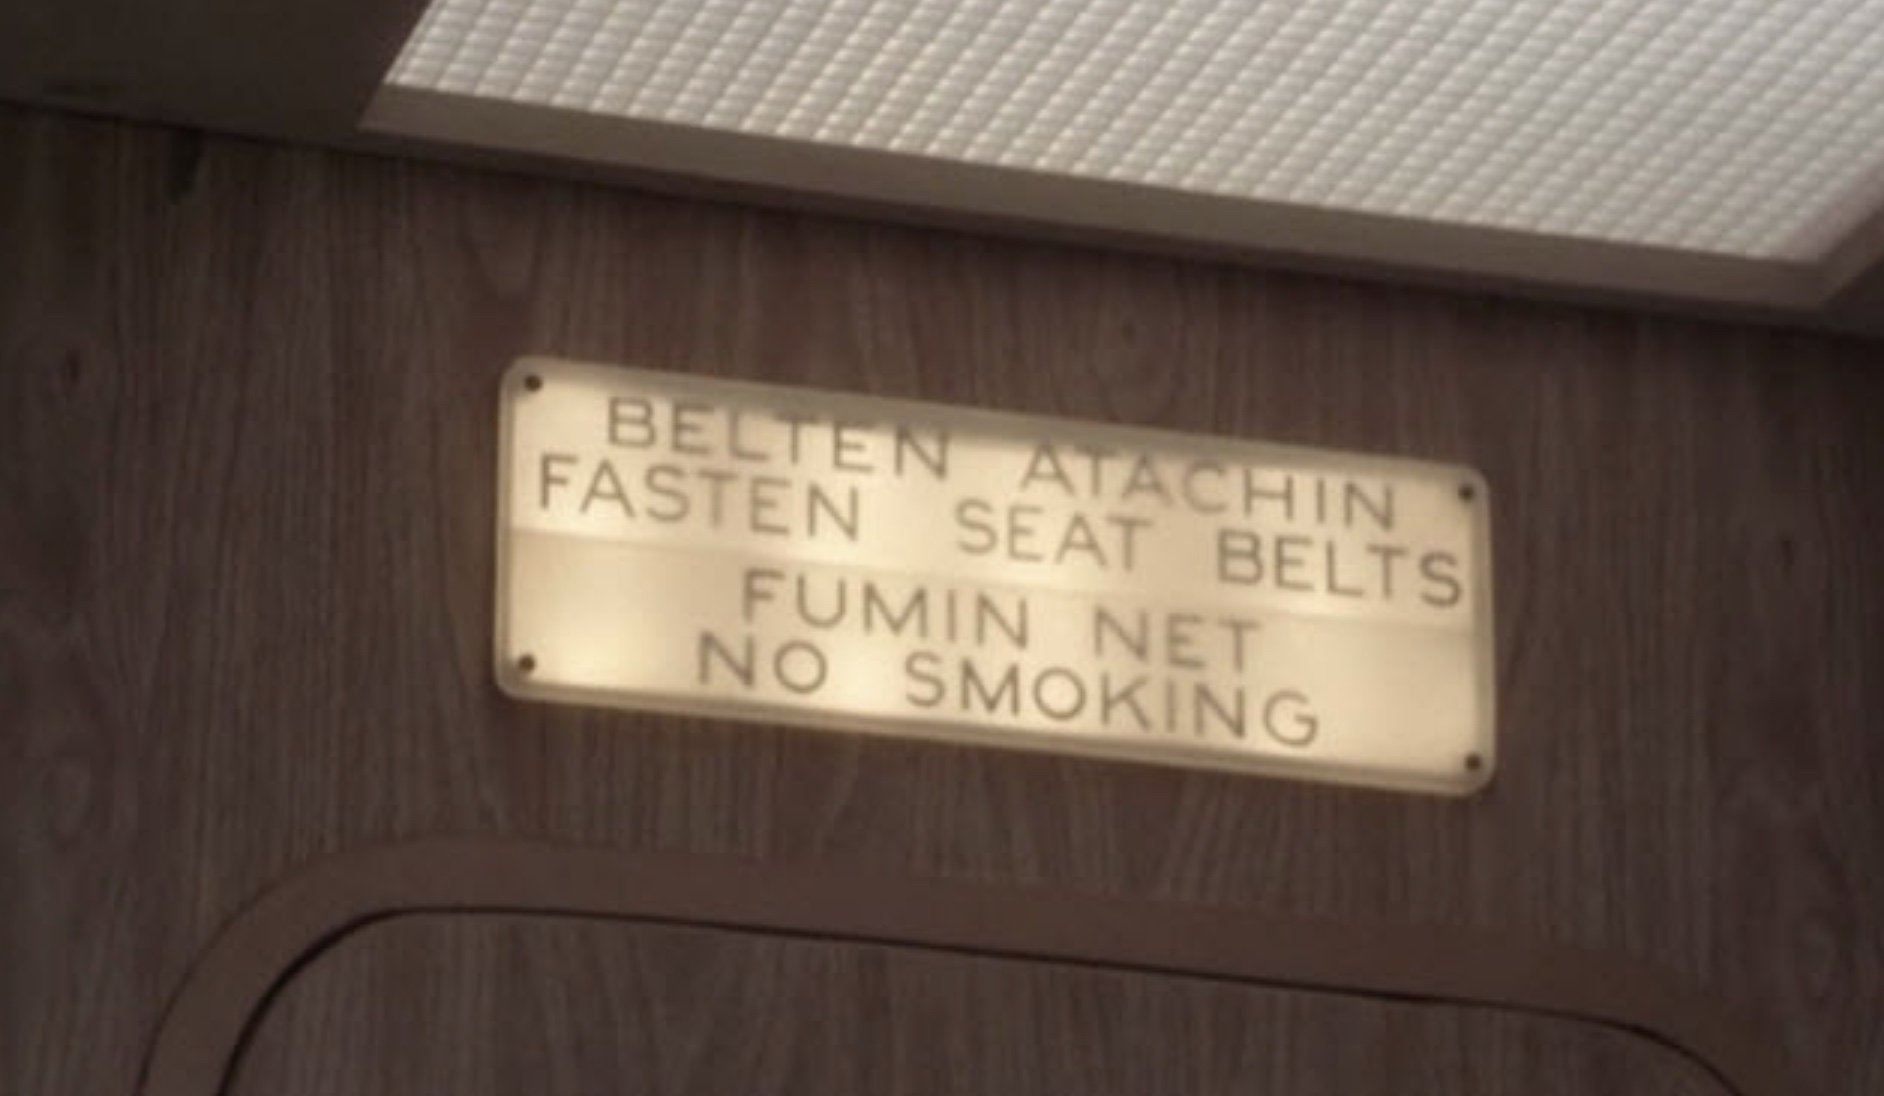 BELTEN ATACHIN
FASTEN SEAT BELTS
FUMIN NET
NO SMOKING